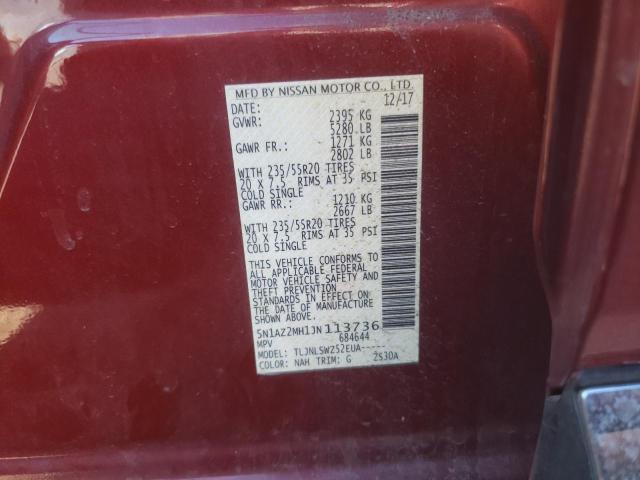 MFD BY NISSAN MOTOR CO., LTD.
DATE: 12/17
GVWR: 2395 KG
5280 LB
GAWR FR.: 1271 KG
2802 LB
WITH 235/55R20 TIRES
20 X 7.5 RIMS AT 35 PSI
COLD SINGLE
GAWR RR.: 1210 KG
2667 LB
WITH 235/55R20 TIRES
20 X 7.5 RIMS AT 35 PSI
COLD SINGLE
THIS VEHICLE CONFORMS TO
ALL APPLICABLE FEDERAL
MOTOR VEHICLE SAFETY AND
THEFT PREVENTION
STANDARDS IN EFFECT ON
THE DATE OF MANUFACTURE
5N1AZ2MH1JN113736
MPV 684644
MODEL: TLJNLSWZ52EUA-----
COLOR: NAH TRIM: G 2S30A